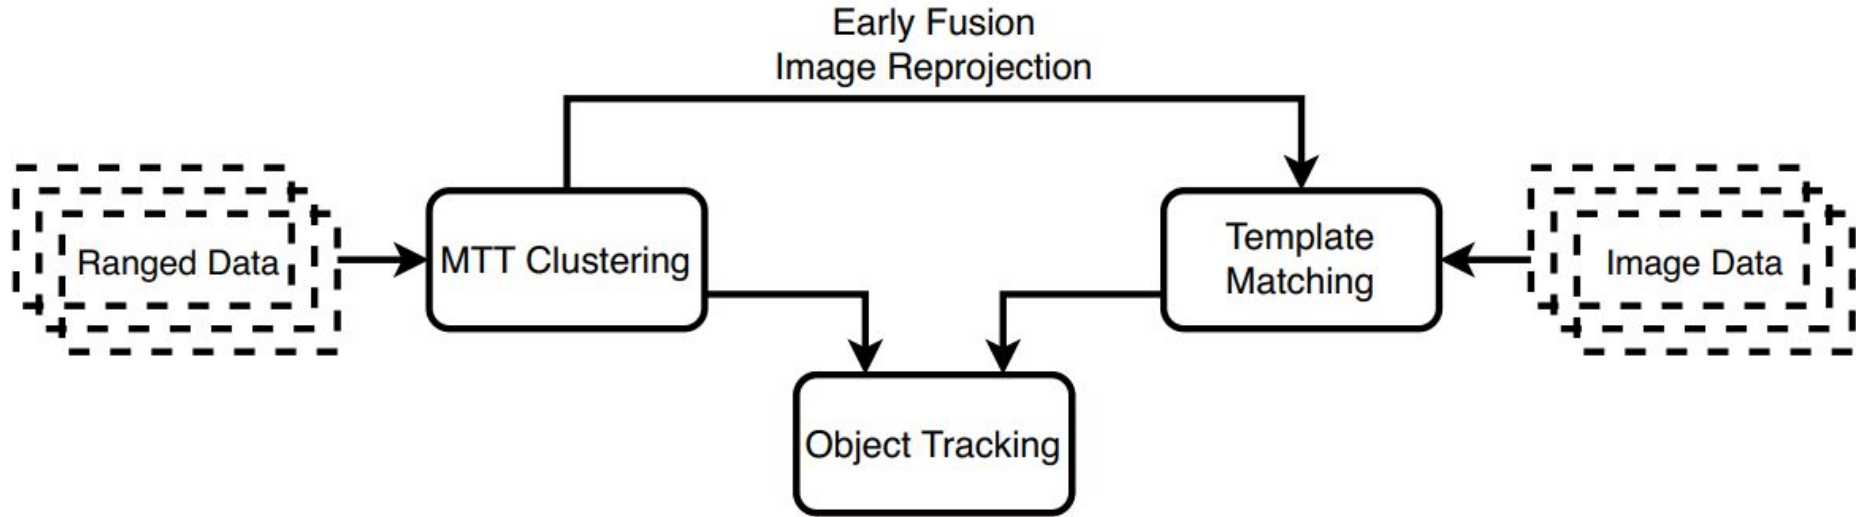 Early Fusion
Image Reprojection
Ranged Data
MTT Clustering
Template
Matching
Image Data
Object Tracking